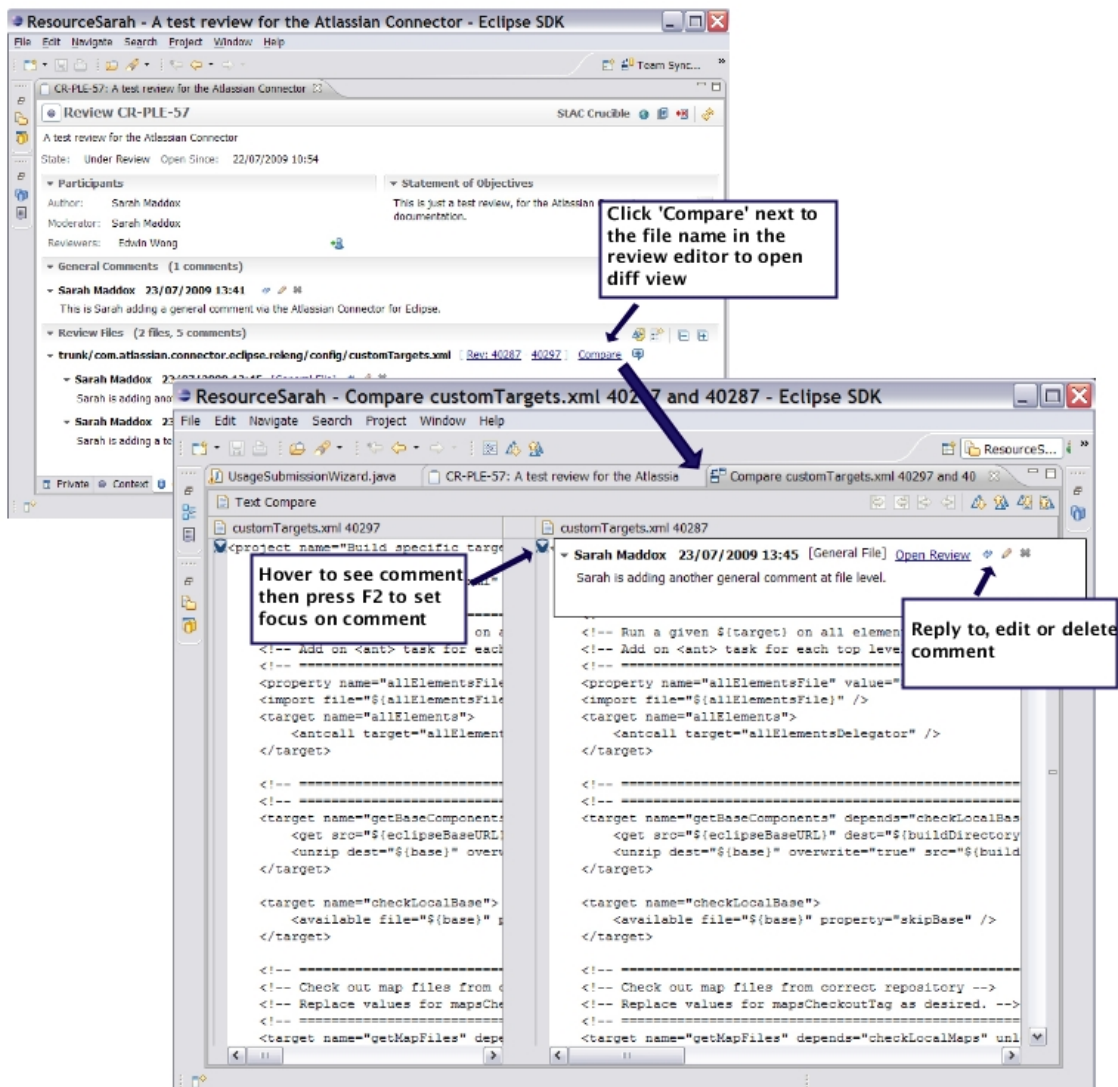 ResourceSarah - A test review for the Atlassian Connector - Eclipse SDK
File Edit Navigate Search Project Window Help
Team Sync... »
CR-PLE-57: A test review for the Atlassian Connector
Review CR-PLE-57
StAC Crucible
A test review for the Atlassian Connector
State: Under Review Open Since: 22/07/2009 10:54
Participants
Author: Sarah Maddox
Moderator: Sarah Maddox
Reviewers: Edwin Wong
Statement of Objectives
This is just a test review, for the Atlassian
documentation.
Click 'Compare' next to
the file name in the
review editor to open
diff view
General Comments (1 comments)
Sarah Maddox 23/07/2009 13:41
This is Sarah adding a general comment via the Atlassian Connector for Eclipse.
Review Files (2 files, 5 comments)
trunk/com.atlassian.connector.eclipse.releng/config/customTargets.xml [ Rev: 40287 40297 ] Compare
Sarah Maddox 23/07/2009 13:45 [General File]
Sarah is adding ano
Sarah Maddox 23
Sarah is adding a te
Private Context
ResourceSarah - Compare customTargets.xml 40297 and 40287 - Eclipse SDK
File Edit Navigate Search Project Window Help
ResourceS... »
UsageSubmissionWizard.java CR-PLE-57: A test review for the Atlassia Compare customTargets.xml 40297 and 40
Text Compare
customTargets.xml 40297
<project name="Build specific targe
Hover to see comment
then press F2 to set
focus on comment
on a
<!-- Add on <ant> task for each
<!-- ==============================
<property name="allElementsFile
<import file="${allElementsFile
<target name="allElements">
<antcall target="allElement
</target>
<!-- ==============================
<!-- ==============================
<target name="getBaseComponents
<get src="${eclipseBaseURL}
<unzip dest="${base}" overw
</target>
<target name="checkLocalBase">
<available file="${base}" p
</target>
<!-- ==============================
<!-- Check out map files from c
<!-- Replace values for mapsChe
<!-- ==============================
<target name="getMapFiles" depe
customTargets.xml 40287
Sarah Maddox 23/07/2009 13:45 [General File] Open Review
Sarah is adding another general comment at file level.
Reply to, edit or delete
comment
<!-- Run a given ${target} on all elemen
<!-- Add on <ant> task for each top leve
<!-- ==============================
<property name="allElementsFile" value="
<import file="${allElementsFile}" />
<target name="allElements">
<antcall target="allElementsDelegator" />
</target>
<!-- ==============================
<!-- ==============================
<target name="getBaseComponents" depends="checkLocalBas
<get src="${eclipseBaseURL}" dest="${buildDirectory
<unzip dest="${base}" overwrite="true" src="${build
</target>
<target name="checkLocalBase">
<available file="${base}" property="skipBase" />
</target>
<!-- ==============================
<!-- Check out map files from correct repository -->
<!-- Replace values for mapsCheckoutTag as desired. -->
<!-- ==============================
<target name="getMapFiles" depends="checkLocalMaps" unl